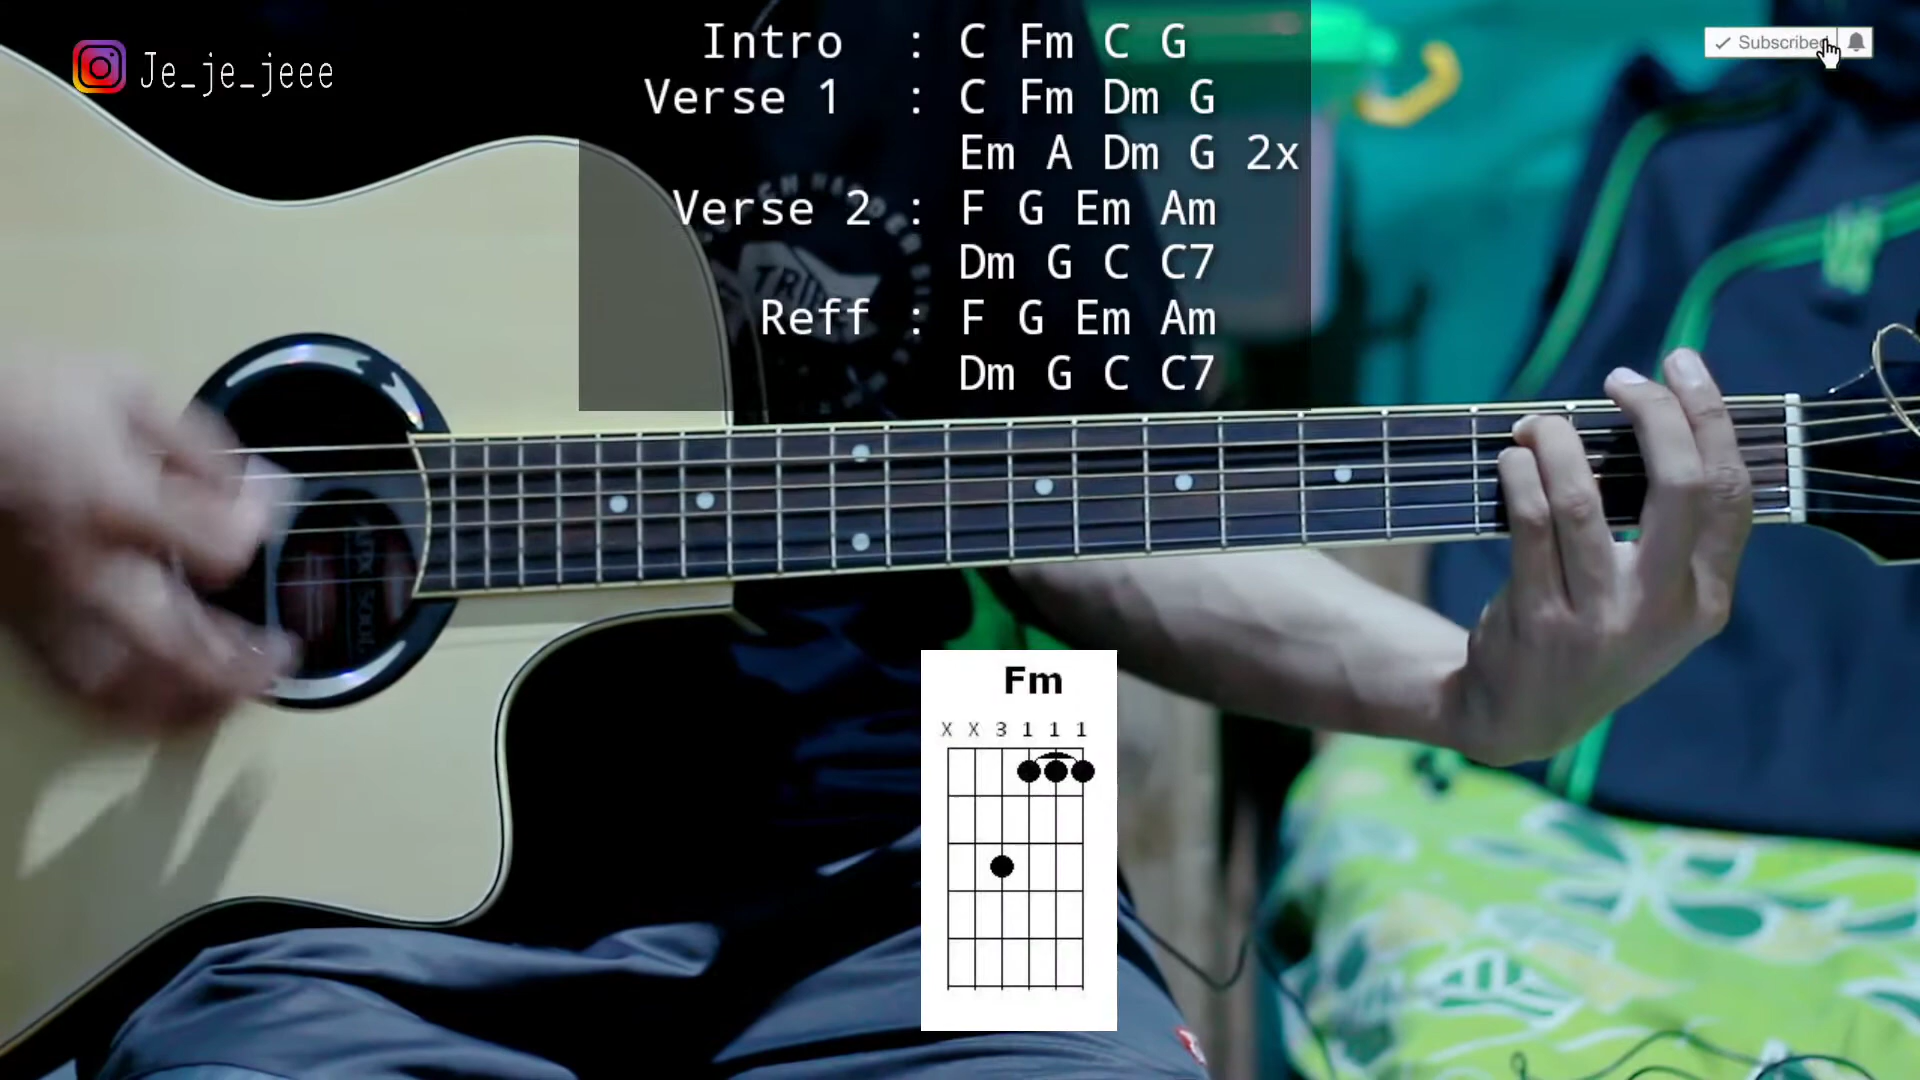 Je_je_jeee
Subscribed
Intro : C Fm C G
Verse 1 : C Fm Dm G
Em A Dm G 2x
Verse 2 : F G Em Am
Dm G C C7
Reff : F G Em Am
Dm G C C7
Fm
X X 3 1 1 1